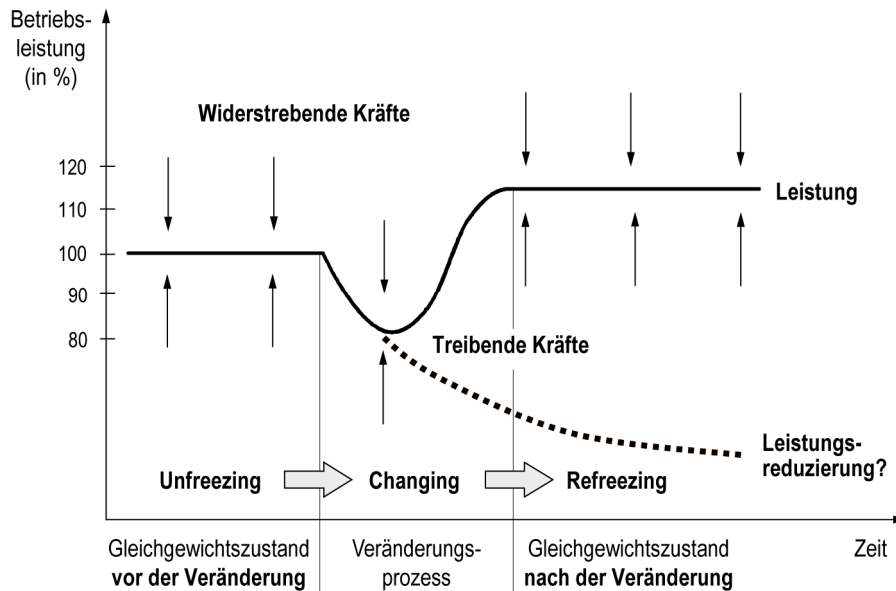 Betriebs-
leistung
(in %)
Widerstrebende Kräfte
120
110
100
90
80
Leistung
Treibende Kräfte
Leistungs-
reduzierung?
Unfreezing
Changing
Refreezing
Gleichgewichtszustand
vor der Veränderung
Veränderungs-
prozess
Gleichgewichtszustand
nach der Veränderung
Zeit